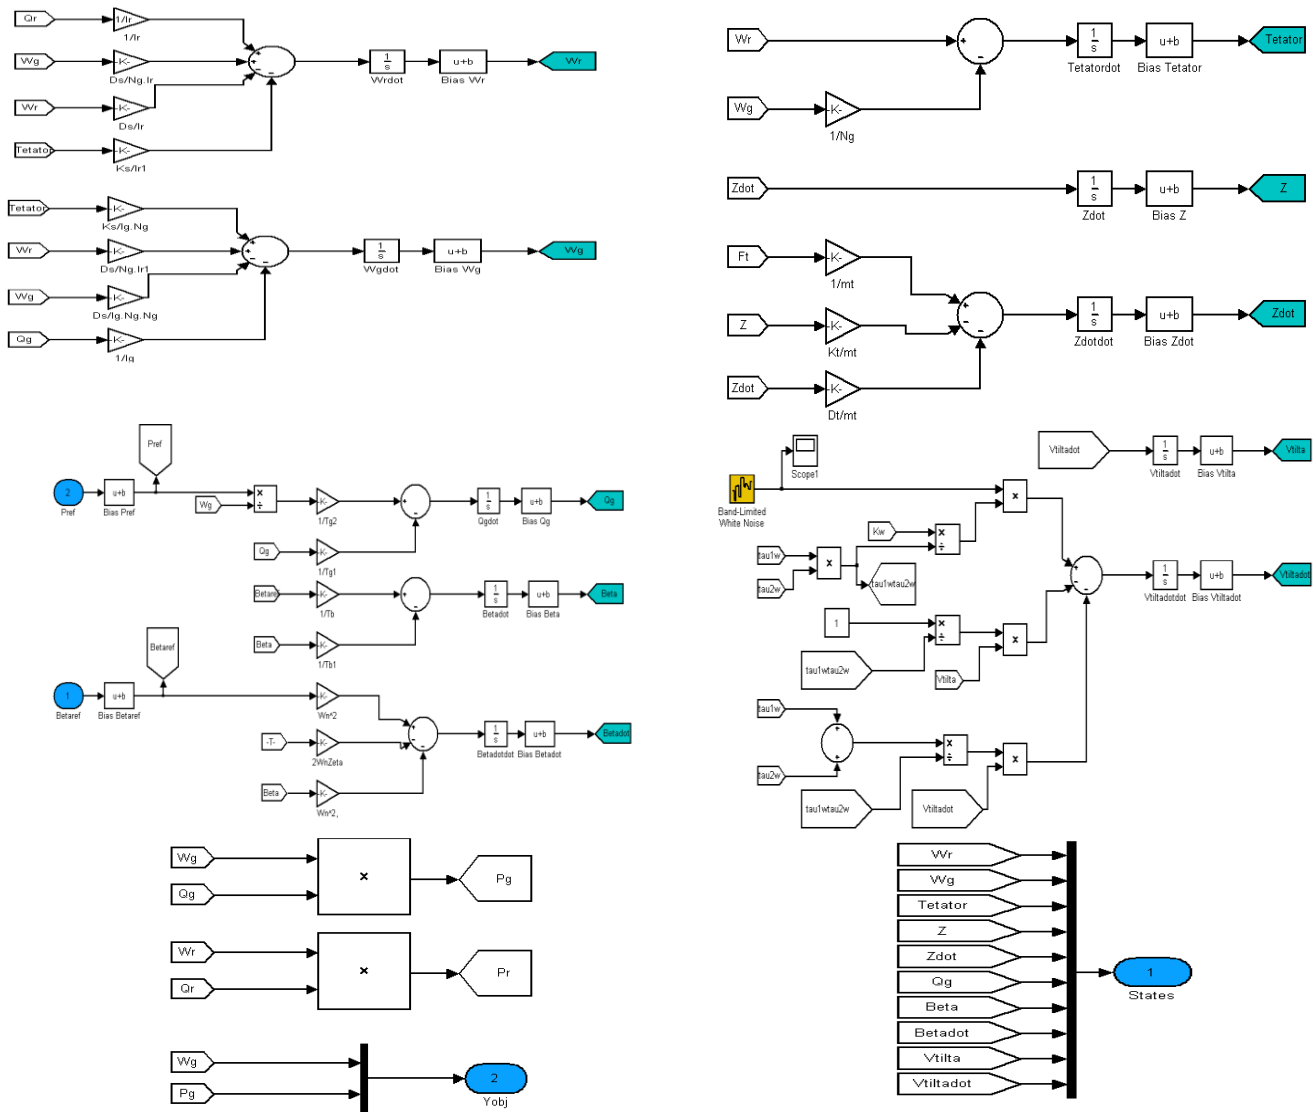 Qr
1/Ir
1/Ir
Wg
-K-
Ds/Ng.Ir
Wr
-K-
Ds/Ir
Tetator
-K-
Ks/Ir1
+
+
−
−
1
s
Wrdot
u+b
Bias Wr
Wr
Tetator
-K-
Ks/Ig.Ng
Wr
-K-
Ds/Ng.Ir1
Wg
-K-
Ds/Ig.Ng.Ng
Qg
-K-
1/Ig
+
+
−
−
1
s
Wgdot
u+b
Bias Wg
Wg
Wr
Wg
-K-
1/Ng
+
−
1
s
Tetatordot
u+b
Bias Tetator
Tetator
Zdot
1
s
Zdot
u+b
Bias Z
Z
Ft
-K-
1/mt
Z
-K-
Kt/mt
Zdot
-K-
Dt/mt
+
−
−
1
s
Zdotdot
u+b
Bias Zdot
Zdot
Pref
2
Pref
u+b
Bias Pref
Wg
×
÷
-K-
1/Tg2
Qg
-K-
1/Tg1
+
−
1
s
Qgdot
u+b
Bias Qg
Qg
Betare
-K-
1/Tb
Beta
-K-
1/Tb1
+
−
1
s
Betadot
u+b
Bias Beta
Beta
Betaref
1
Betaref
u+b
Bias Betaref
-K-
Wn^2
-T-
-K-
2WnZeta
Beta
-K-
Wn^2,
+
−
−
1
s
Betadotdot
u+b
Bias Betadot
Betadot
Scope1
Band-Limited
White Noise
Vtiltadot
1
s
Vtiltadot
u+b
Bias Vtilta
Vtilta
×
Kw
×
÷
tau1w
tau2w
×
tau1wtau2w
1
×
÷
tau1wtau2w
×
Vtilta
tau1w
tau2w
+
+
×
÷
tau1wtau2w
×
Vtiltadot
+
−
−
1
s
Vtiltadotdot
u+b
Bias Vtiltadot
Vtiltadot
Wg
Qg
×
Pg
Wr
Qr
×
Pr
Wg
Pg
2
Yobj
Wr
Wg
Tetator
Z
Zdot
Qg
Beta
Betadot
Vtilta
Vtiltadot
1
States